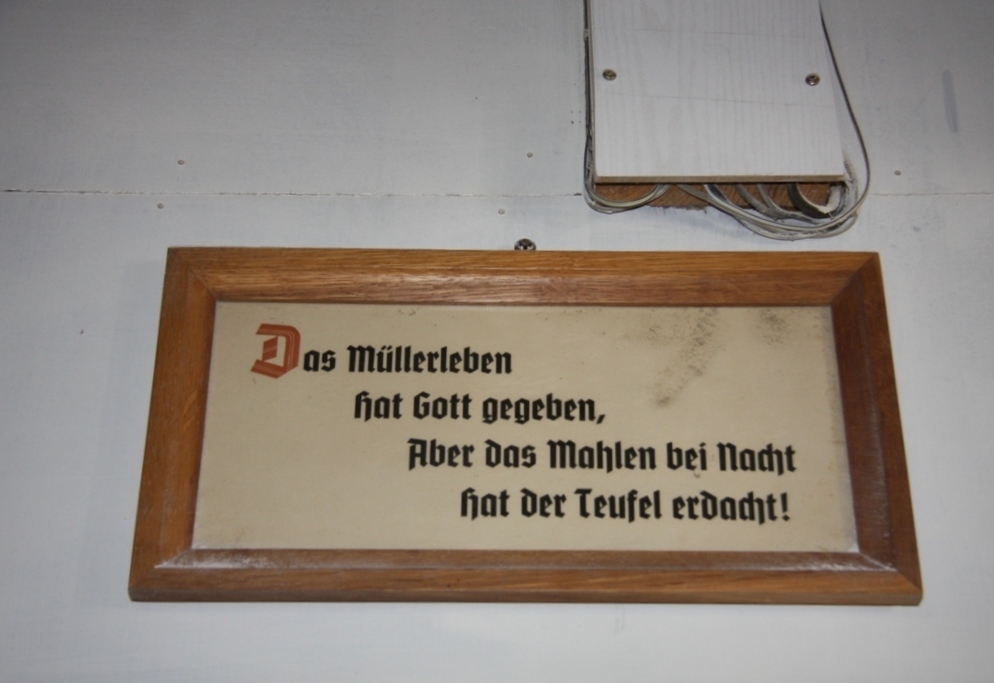 Das Müllerleben
hat Gott gegeben,
Aber das Mahlen bei Nacht
hat der Teufel erdacht!